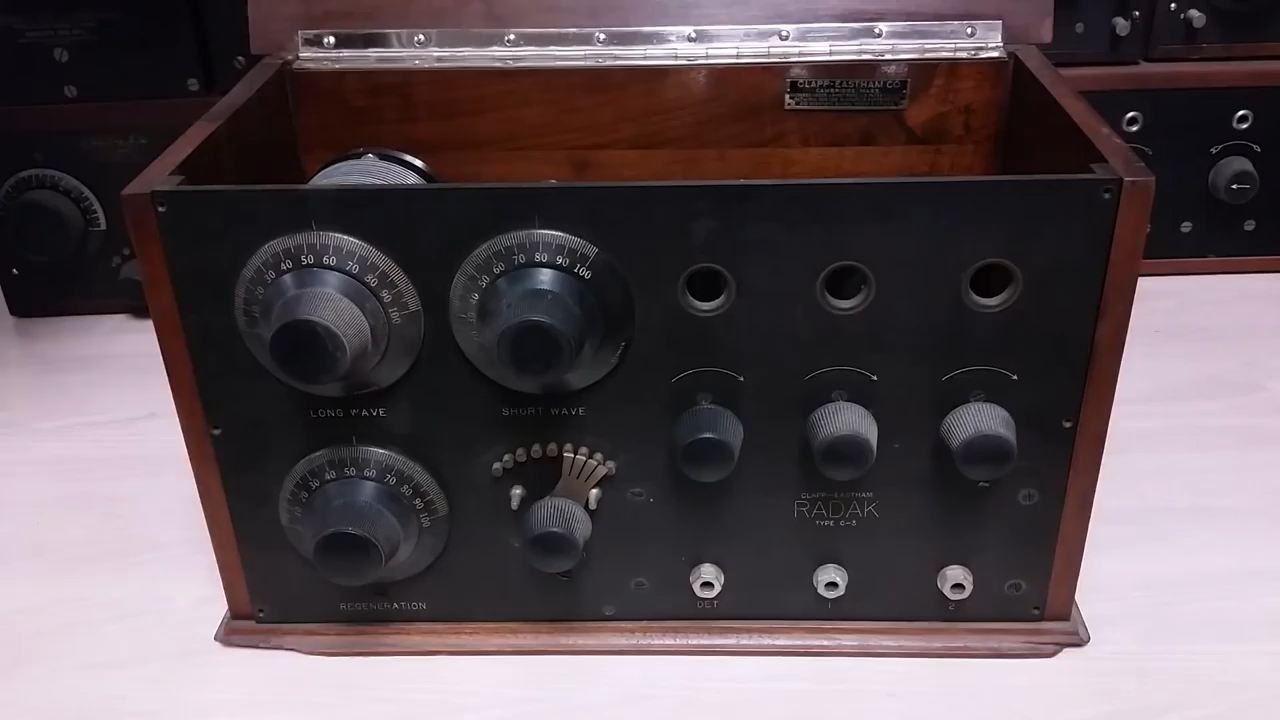 CLAPP-EASTHAM CO
CAMBRIDGE MASS
20 30 40 50 60 70 80 90 100
30 40 50 60 70 80 90 100
LONG WAVE
SHORT WAVE
10 20 30 40 50 60 70 80 90 100
REGENERATION
CLAPP-EASTHAM
RADAK
TYPE C-3
DET
1
2